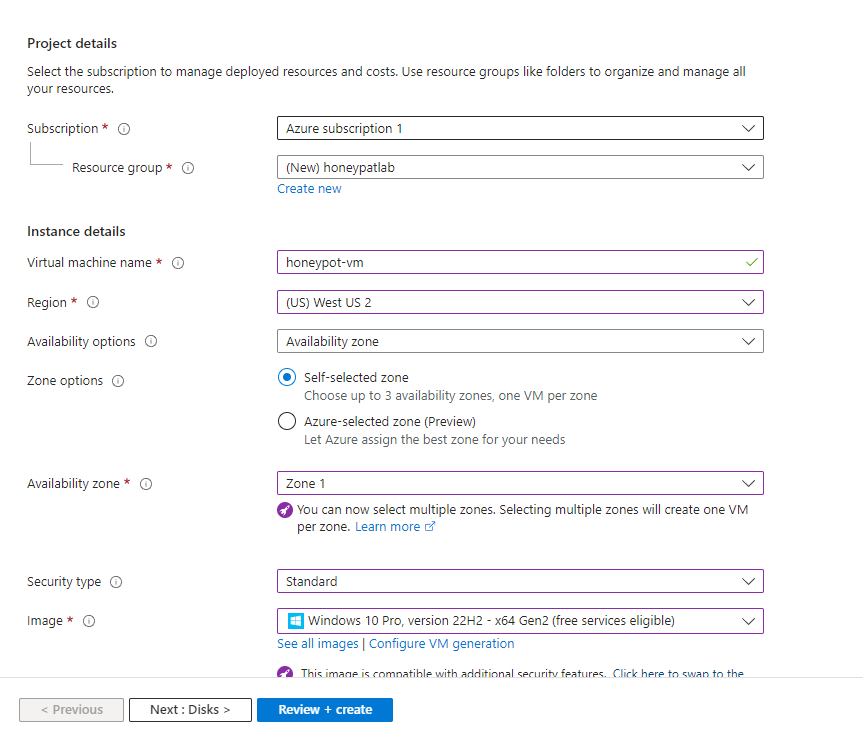 Project details
Select the subscription to manage deployed resources and costs. Use resource groups like folders to organize and manage all
your resources.
Subscription *
Azure subscription 1
Resource group *
(New) honeypatlab
Create new
Instance details
Virtual machine name *
honeypot-vm
Region *
(US) West US 2
Availability options
Availability zone
Zone options
Self-selected zone
Choose up to 3 availability zones, one VM per zone
Azure-selected zone (Preview)
Let Azure assign the best zone for your needs
Availability zone *
Zone 1
You can now select multiple zones. Selecting multiple zones will create one VM
per zone. Learn more
Security type
Standard
Image *
Windows 10 Pro, version 22H2 - x64 Gen2 (free services eligible)
See all images | Configure VM generation
This image is compatible with additional security features. Click here to swap to the
< Previous
Next : Disks >
Review + create